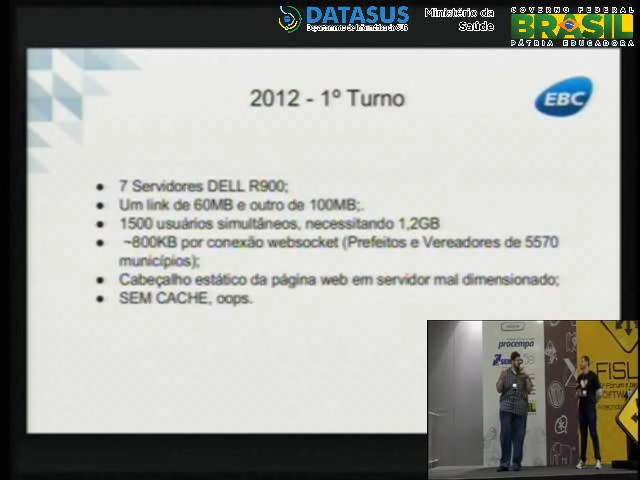 DATASUS
Ministério da
Saúde
GOVERNO FEDERAL
BRASIL
PÁTRIA EDUCADORA
2012 - 1º Turno
EBC
● 7 Servidores DELL R900;
● Um link de 60MB e outro de 100MB;.
● 1500 usuários simultâneos, necessitando 1,2GB
● ~800KB por conexão websocket (Prefeitos e Vereadores de 5570
municípios);
● Cabeçalho estático da página web em servidor mal dimensionado;
● SEM CACHE, oops.
procempa
FISL